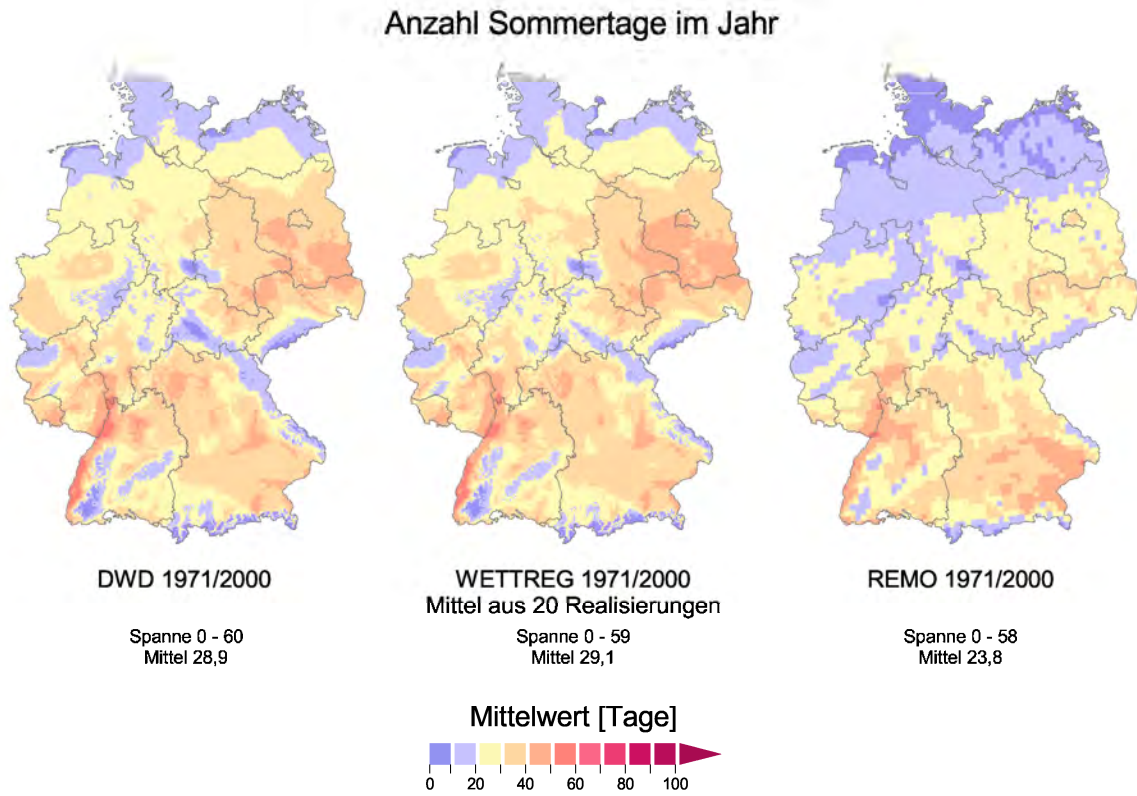 Anzahl Sommertage im Jahr
DWD 1971/2000
Spanne 0 - 60
Mittel 28,9
WETTREG 1971/2000
Mittel aus 20 Realisierungen
Spanne 0 - 59
Mittel 29,1
REMO 1971/2000
Spanne 0 - 58
Mittel 23,8
Mittelwert [Tage]
0 20 40 60 80 100